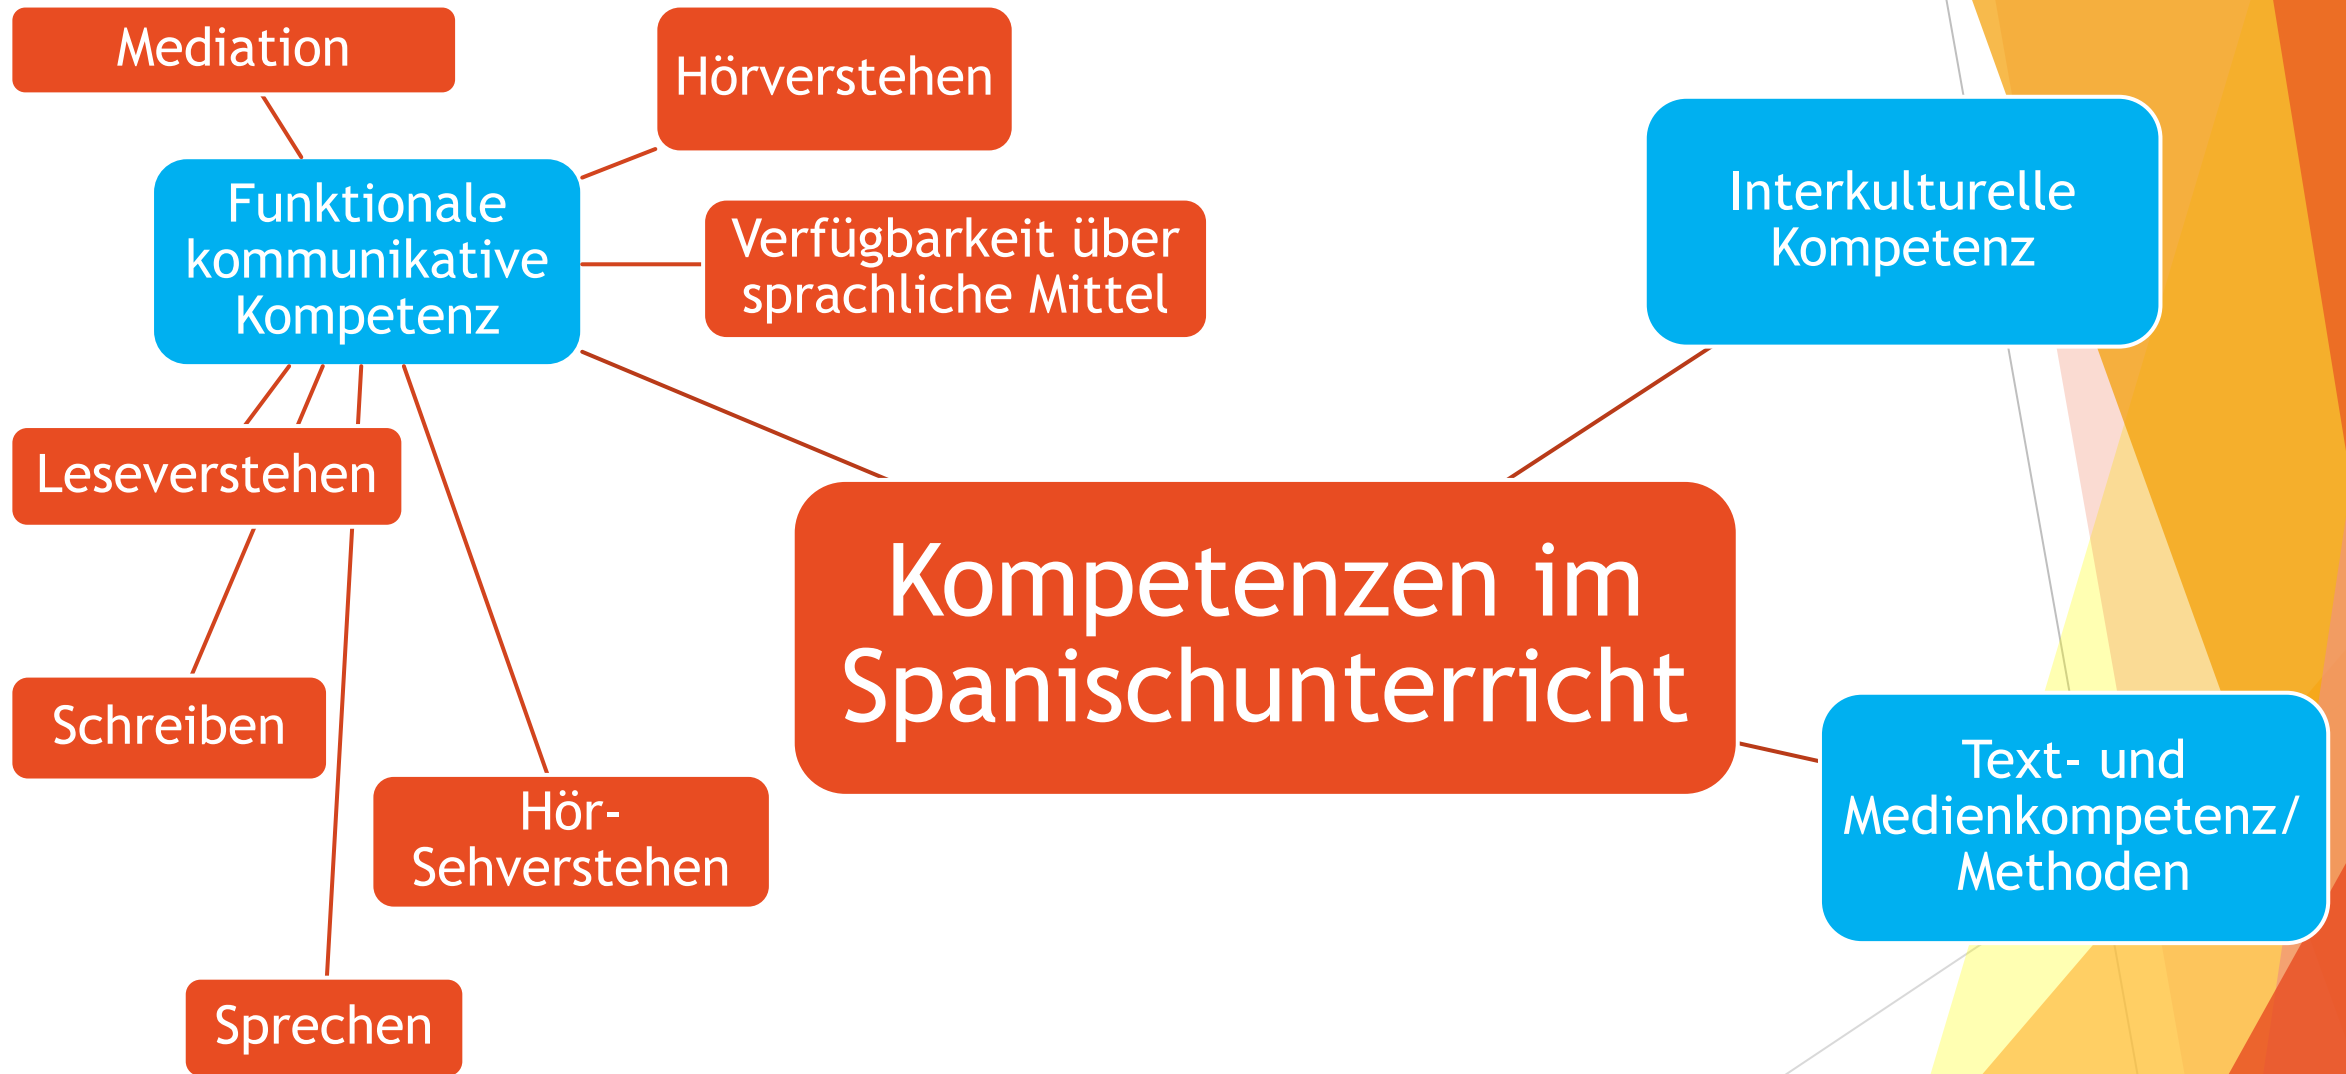 Mediation
Hörverstehen
Funktionale
kommunikative
Kompetenz
Verfügbarkeit über
sprachliche Mittel
Interkulturelle
Kompetenz
Leseverstehen
Kompetenzen im
Spanischunterricht
Schreiben
Hör-
Sehverstehen
Text- und
Medienkompetenz/
Methoden
Sprechen